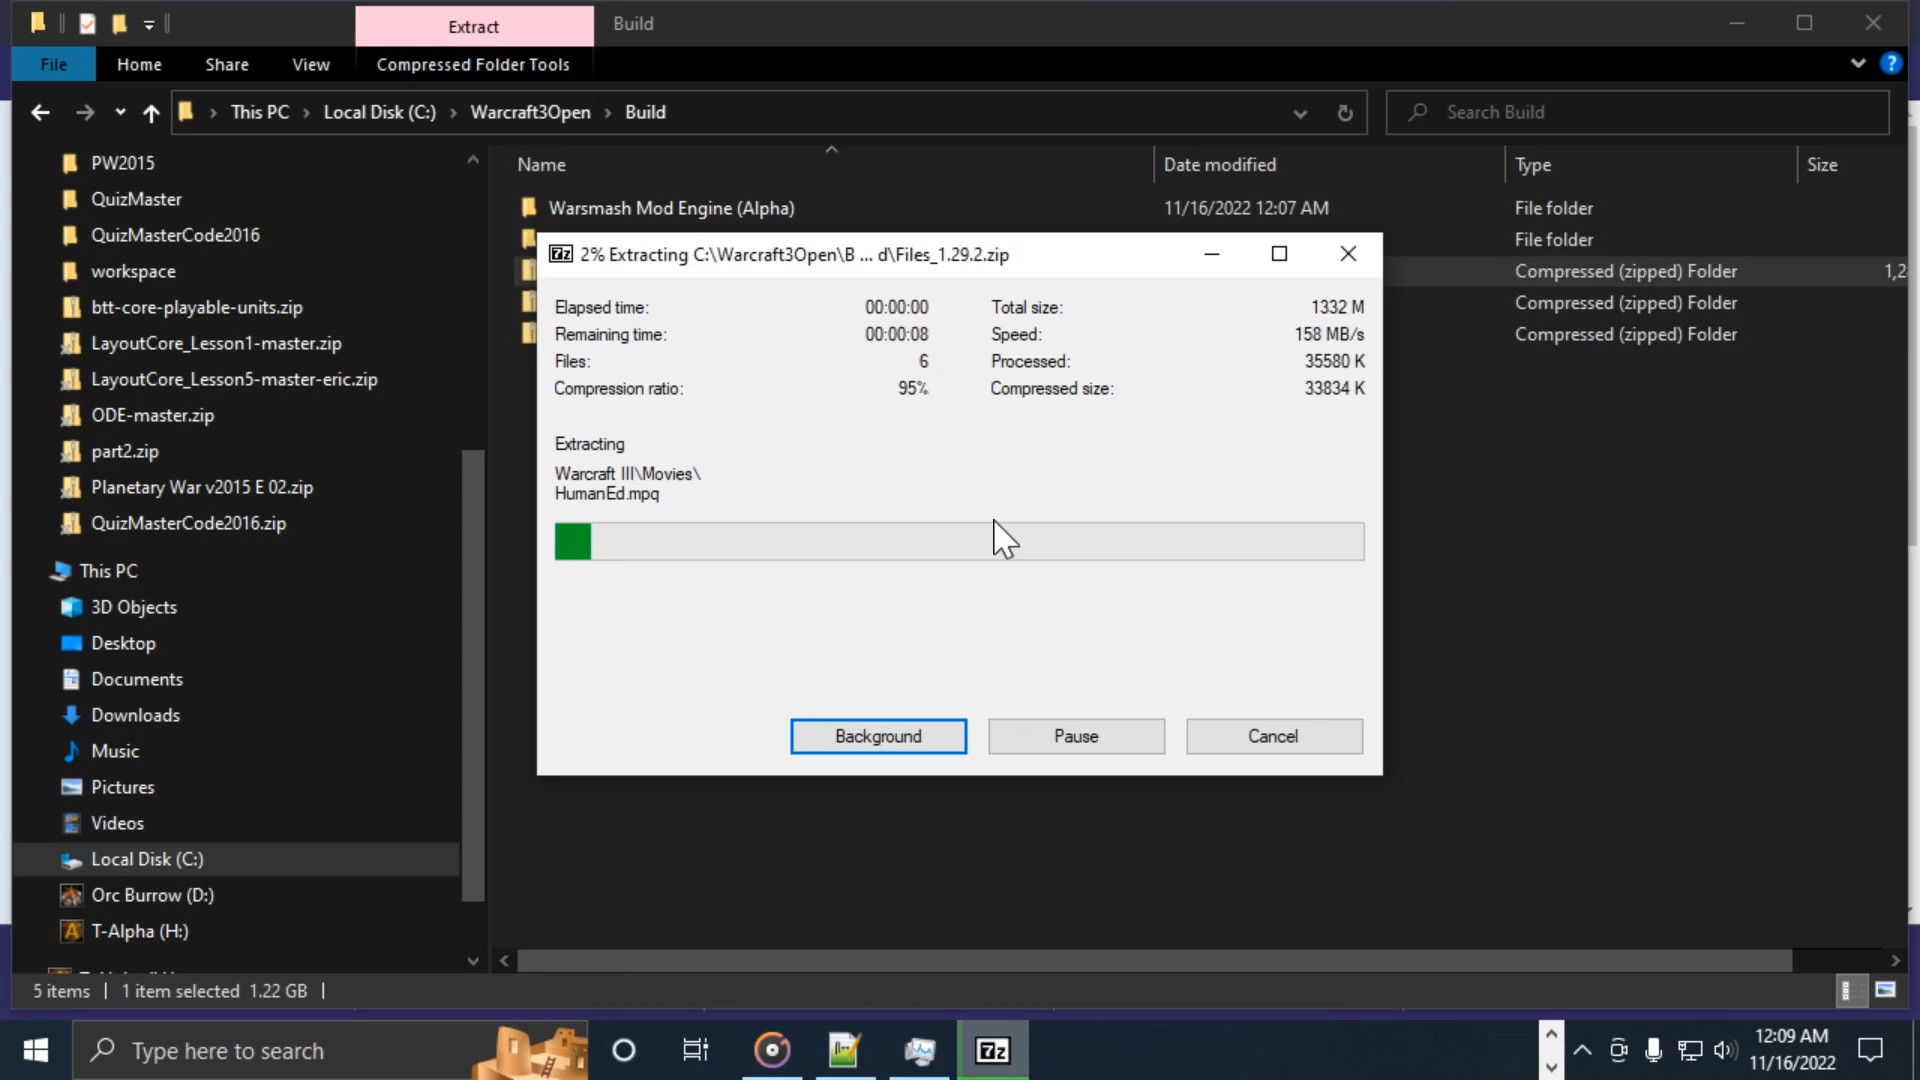 Extract
Build
File
Home
Share
View
Compressed Folder Tools
?
This PC
Local Disk (C:)
Warcraft3Open
Build
Search Build
PW2015
QuizMaster
QuizMasterCode2016
workspace
btt-core-playable-units.zip
LayoutCore_Lesson1-master.zip
LayoutCore_Lesson5-master-eric.zip
ODE-master.zip
part2.zip
Planetary War v2015 E 02.zip
QuizMasterCode2016.zip
This PC
3D Objects
Desktop
Documents
Downloads
Music
Pictures
Videos
Local Disk (C:)
Orc Burrow (D:)
T-Alpha (H:)
Name
Date modified
Type
Size
Warsmash Mod Engine (Alpha)
11/16/2022 12:07 AM
File folder
File folder
Compressed (zipped) Folder
1,2
Compressed (zipped) Folder
Compressed (zipped) Folder
7z
2% Extracting C:\Warcraft3Open\B ... d\Files_1.29.2.zip
Elapsed time:
00:00:00
Total size:
1332 M
Remaining time:
00:00:08
Speed:
158 MB/s
Files:
6
Processed:
35580 K
Compression ratio:
95%
Compressed size:
33834 K
Extracting
Warcraft III\Movies\
HumanEd.mpq
Background
Pause
Cancel
5 items
1 item selected 1.22 GB
Type here to search
7z
12:09 AM
11/16/2022